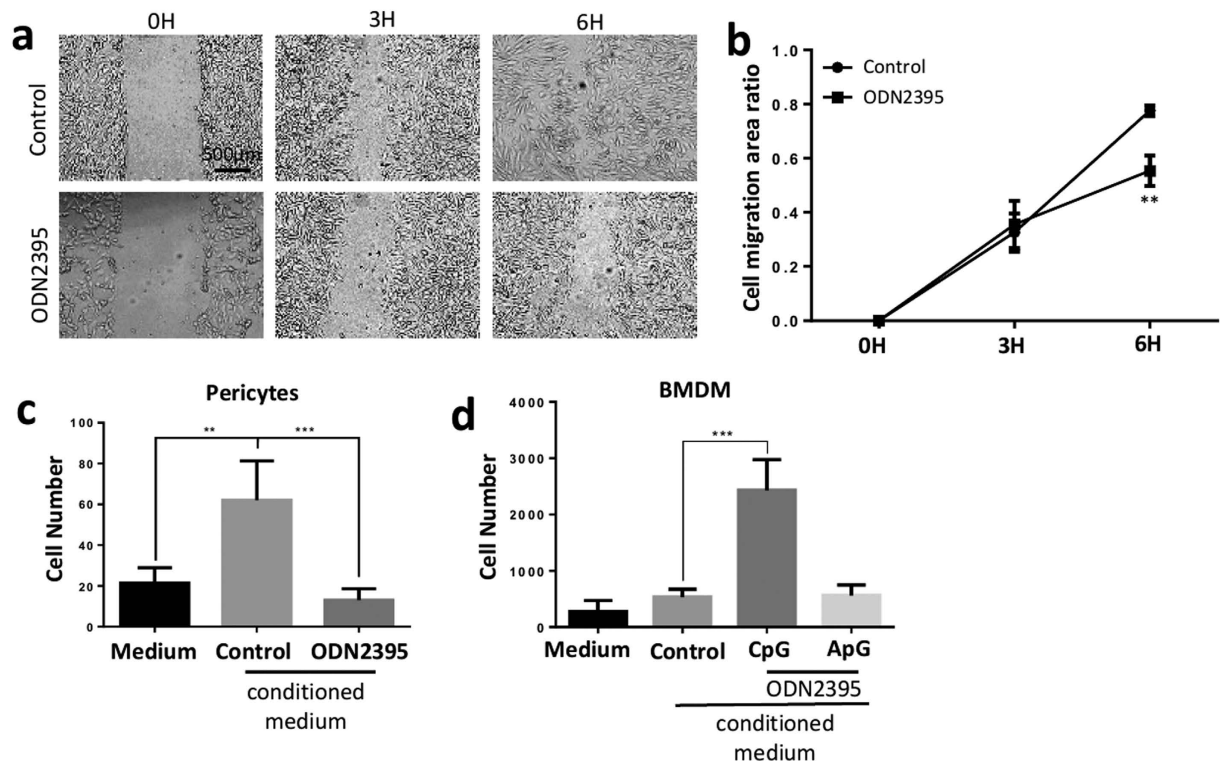 a
0H
3H
6H
Control
500μm
ODN2395
b
Cell migration area ratio
1.0
0.8
0.6
0.4
0.2
0.0
Control
ODN2395
**
0H
3H
6H
c
Pericytes
Cell Number
100
80
60
40
20
0
**
***
Medium
Control
ODN2395
conditioned
medium
d
BMDM
Cell Number
4000
3000
2000
1000
0
***
Medium
Control
CpG
ApG
ODN2395
conditioned
medium